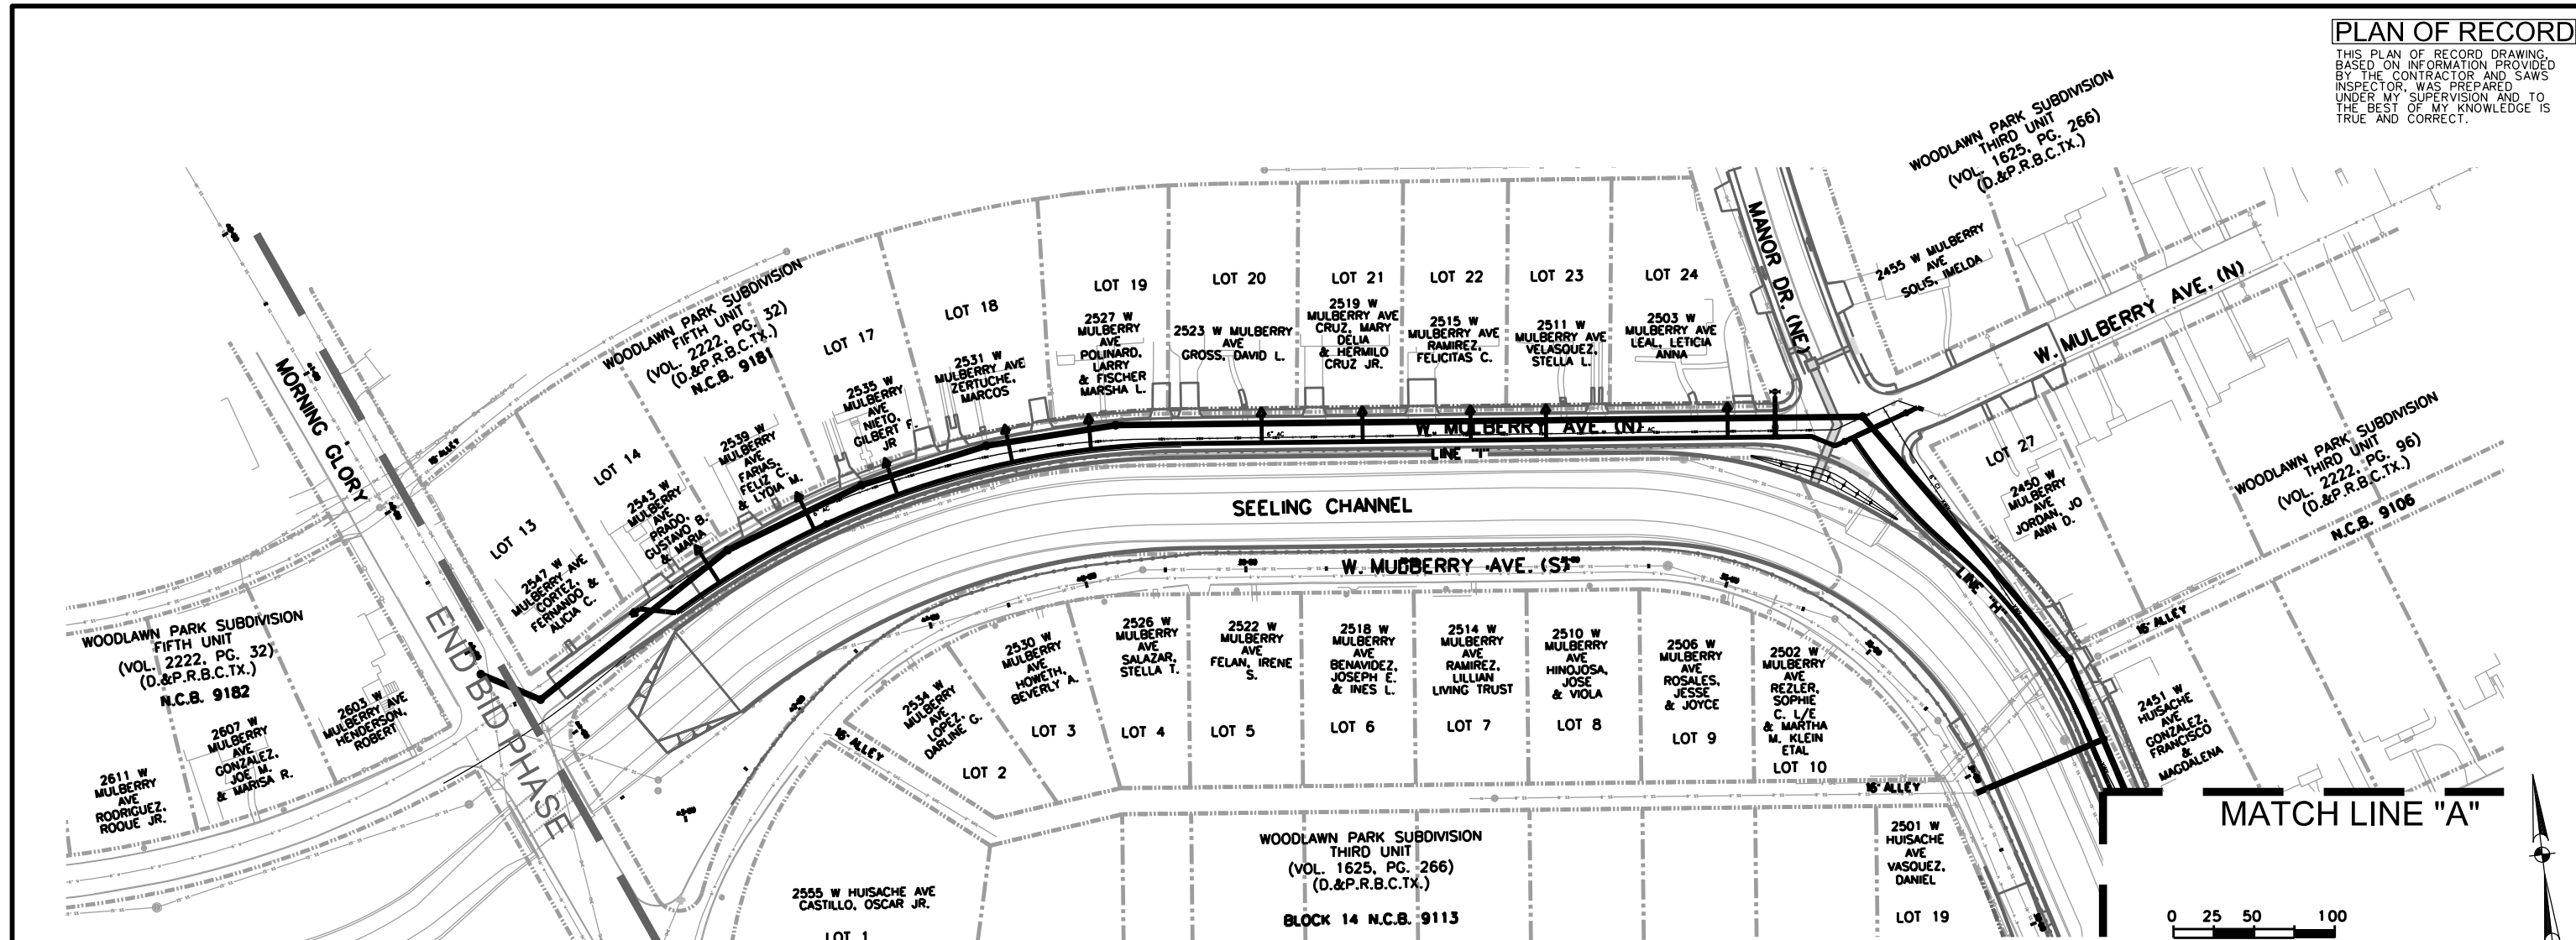 PLAN OF RECORD
THIS PLAN OF RECORD DRAWING,
BASED ON INFORMATION PROVIDED
BY THE CONTRACTOR AND SAWS
INSPECTOR, WAS PREPARED
UNDER MY SUPERVISION AND TO
THE BEST OF MY KNOWLEDGE IS
TRUE AND CORRECT.
WOODLAWN PARK SUBDIVISION
THIRD UNIT
(VOL. 1625, PG. 266)
(D.&P.R.B.C.TX.)
2455 W MULBERRY
AVE
SOLIS, IMELDA
MANOR DR. (NE)
W. MULBERRY AVE. (N)
WOODLAWN PARK SUBDIVISION
FIFTH UNIT
(VOL. 2222, PG. 32)
(D.&P.R.B.C.TX.)
N.C.B. 9181
MORNING GLORY
16' ALLEY
LOT 13
2547 W
MULBERRY AVE
CORTEZ,
FERNANDO &
ALICIA C.
LOT 14
2543 W
MULBERRY
AVE
PRADO,
GUSTAVO B.
& MARIA
2539 W
MULBERRY
AVE
FARIAS,
FELIZ C.
& LYDIA M.
LOT 17
2535 W
MULBERRY
AVE
NIETO,
GILBERT F.
JR
LOT 18
2531 W
MULBERRY AVE
ZERTUCHE,
MARCOS
LOT 19
2527 W
MULBERRY
AVE
POLINARD,
LARRY
& FISCHER
MARSHA L.
LOT 20
2523 W MULBERRY
AVE
GROSS, DAVID L.
LOT 21
2519 W
MULBERRY AVE
CRUZ, MARY
DELIA
& HERMILO
CRUZ JR.
LOT 22
2515 W
MULBERRY AVE
RAMIREZ,
FELICITAS C.
LOT 23
2511 W
MULBERRY AVE
VELASQUEZ,
STELLA L.
LOT 24
2503 W
MULBERRY AVE
LEAL, LETICIA
ANNA
6" AC
6" AC
W. MULBERRY AVE. (N)
LINE "I"
SEELING CHANNEL
W. MULBERRY AVE. (S)
6" CI
LINE "H"
LOT 27
2450 W
MULBERRY
AVE
JORDAN, JO
ANN D.
WOODLAWN PARK SUBDIVISION
THIRD UNIT
(VOL. 2222, PG. 96)
(D.&P.R.B.C.TX.)
N.C.B. 9106
16' ALLEY
2451 W
HUISACHE
AVE
GONZALEZ,
FRANCISCO
&
MAGDALENA
WOODLAWN PARK SUBDIVISION
FIFTH UNIT
(VOL. 2222, PG. 32)
(D.&P.R.B.C.TX.)
N.C.B. 9182
2611 W
MULBERRY
AVE
RODRIGUEZ,
ROQUE JR.
2607 W
MULBERRY
AVE
GONZALEZ,
JOE M.
& MARISA R.
2603 W
MULBERRY AVE
HENDERSON,
ROBERT
END BID PHASE
16' ALLEY
2534 W
MULBERRY
AVE
LOPEZ,
DARLINE G.
LOT 2
2530 W
MULBERRY
AVE
HOWETH,
BEVERLY A.
LOT 3
2526 W
MULBERRY
AVE
SALAZAR,
STELLA T.
LOT 4
2522 W
MULBERRY
AVE
FELAN, IRENE
S.
LOT 5
2518 W
MULBERRY
AVE
BENAVIDEZ,
JOSEPH E.
& INES L.
LOT 6
2514 W
MULBERRY
AVE
RAMIREZ,
LILLIAN
LIVING TRUST
LOT 7
2510 W
MULBERRY
AVE
HINOJOSA,
JOSE
& VIOLA
LOT 8
2506 W
MULBERRY
AVE
ROSALES,
JESSE
& JOYCE
LOT 9
2502 W
MULBERRY
AVE
REZLER,
SOPHIE
C. L/E
& MARTHA
M. KLEIN
ETAL
LOT 10
16' ALLEY
MATCH LINE "A"
WOODLAWN PARK SUBDIVISION
THIRD UNIT
(VOL. 1625, PG. 266)
(D.&P.R.B.C.TX.)
BLOCK 14 N.C.B. 9113
2555 W HUISACHE AVE
CASTILLO, OSCAR JR.
LOT 1
2501 W
HUISACHE
AVE
VASQUEZ,
DANIEL
LOT 19
0 25 50 100